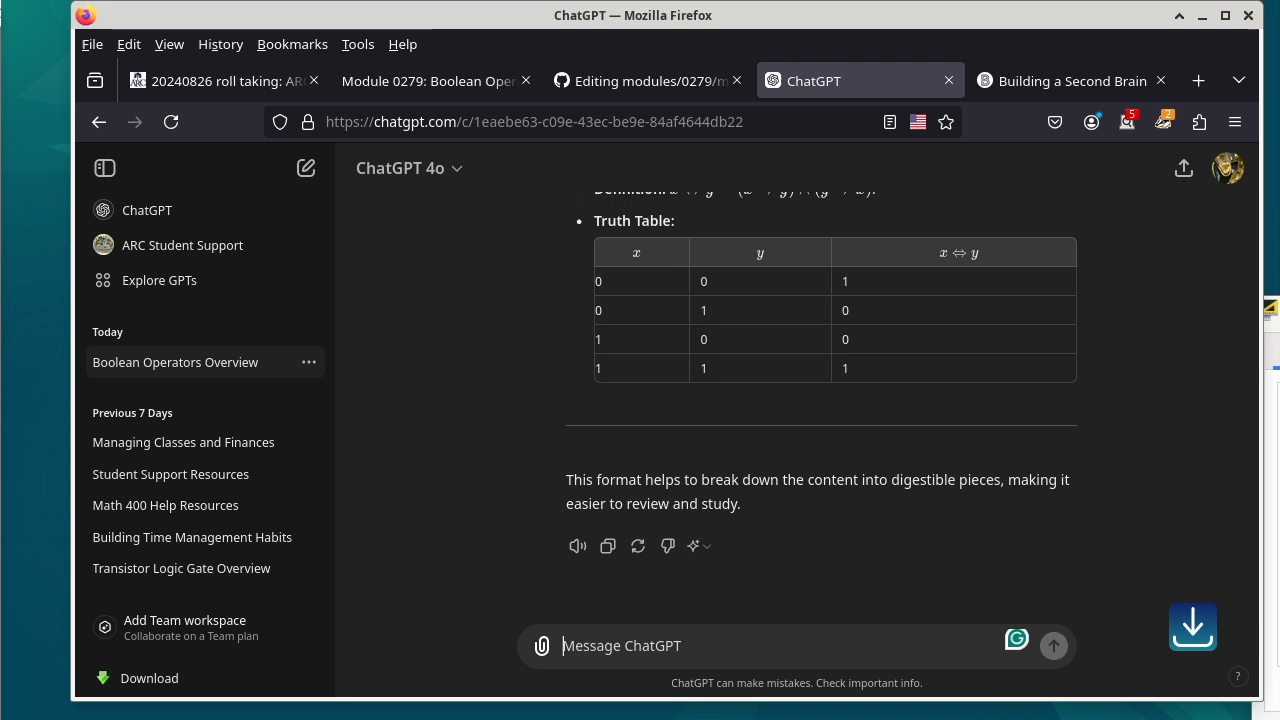 ChatGPT — Mozilla Firefox
File Edit View History Bookmarks Tools Help
20240826 roll taking: AR
Module 0279: Boolean Oper
Editing modules/0279/m
ChatGPT
Building a Second Brain
https://chatgpt.com/c/1eaebe63-c09e-43ec-be9e-84af4644db22
5
2
ChatGPT 4o
ChatGPT
ARC Student Support
Explore GPTs
Today
Boolean Operators Overview
Previous 7 Days
Managing Classes and Finances
Student Support Resources
Math 400 Help Resources
Building Time Management Habits
Transistor Logic Gate Overview
Add Team workspace
Collaborate on a Team plan
Download
• Truth Table:
x y x ⇔ y
0 0 1
0 1 0
1 0 0
1 1 1
This format helps to break down the content into digestible pieces, making it
easier to review and study.
Message ChatGPT
ChatGPT can make mistakes. Check important info.
?